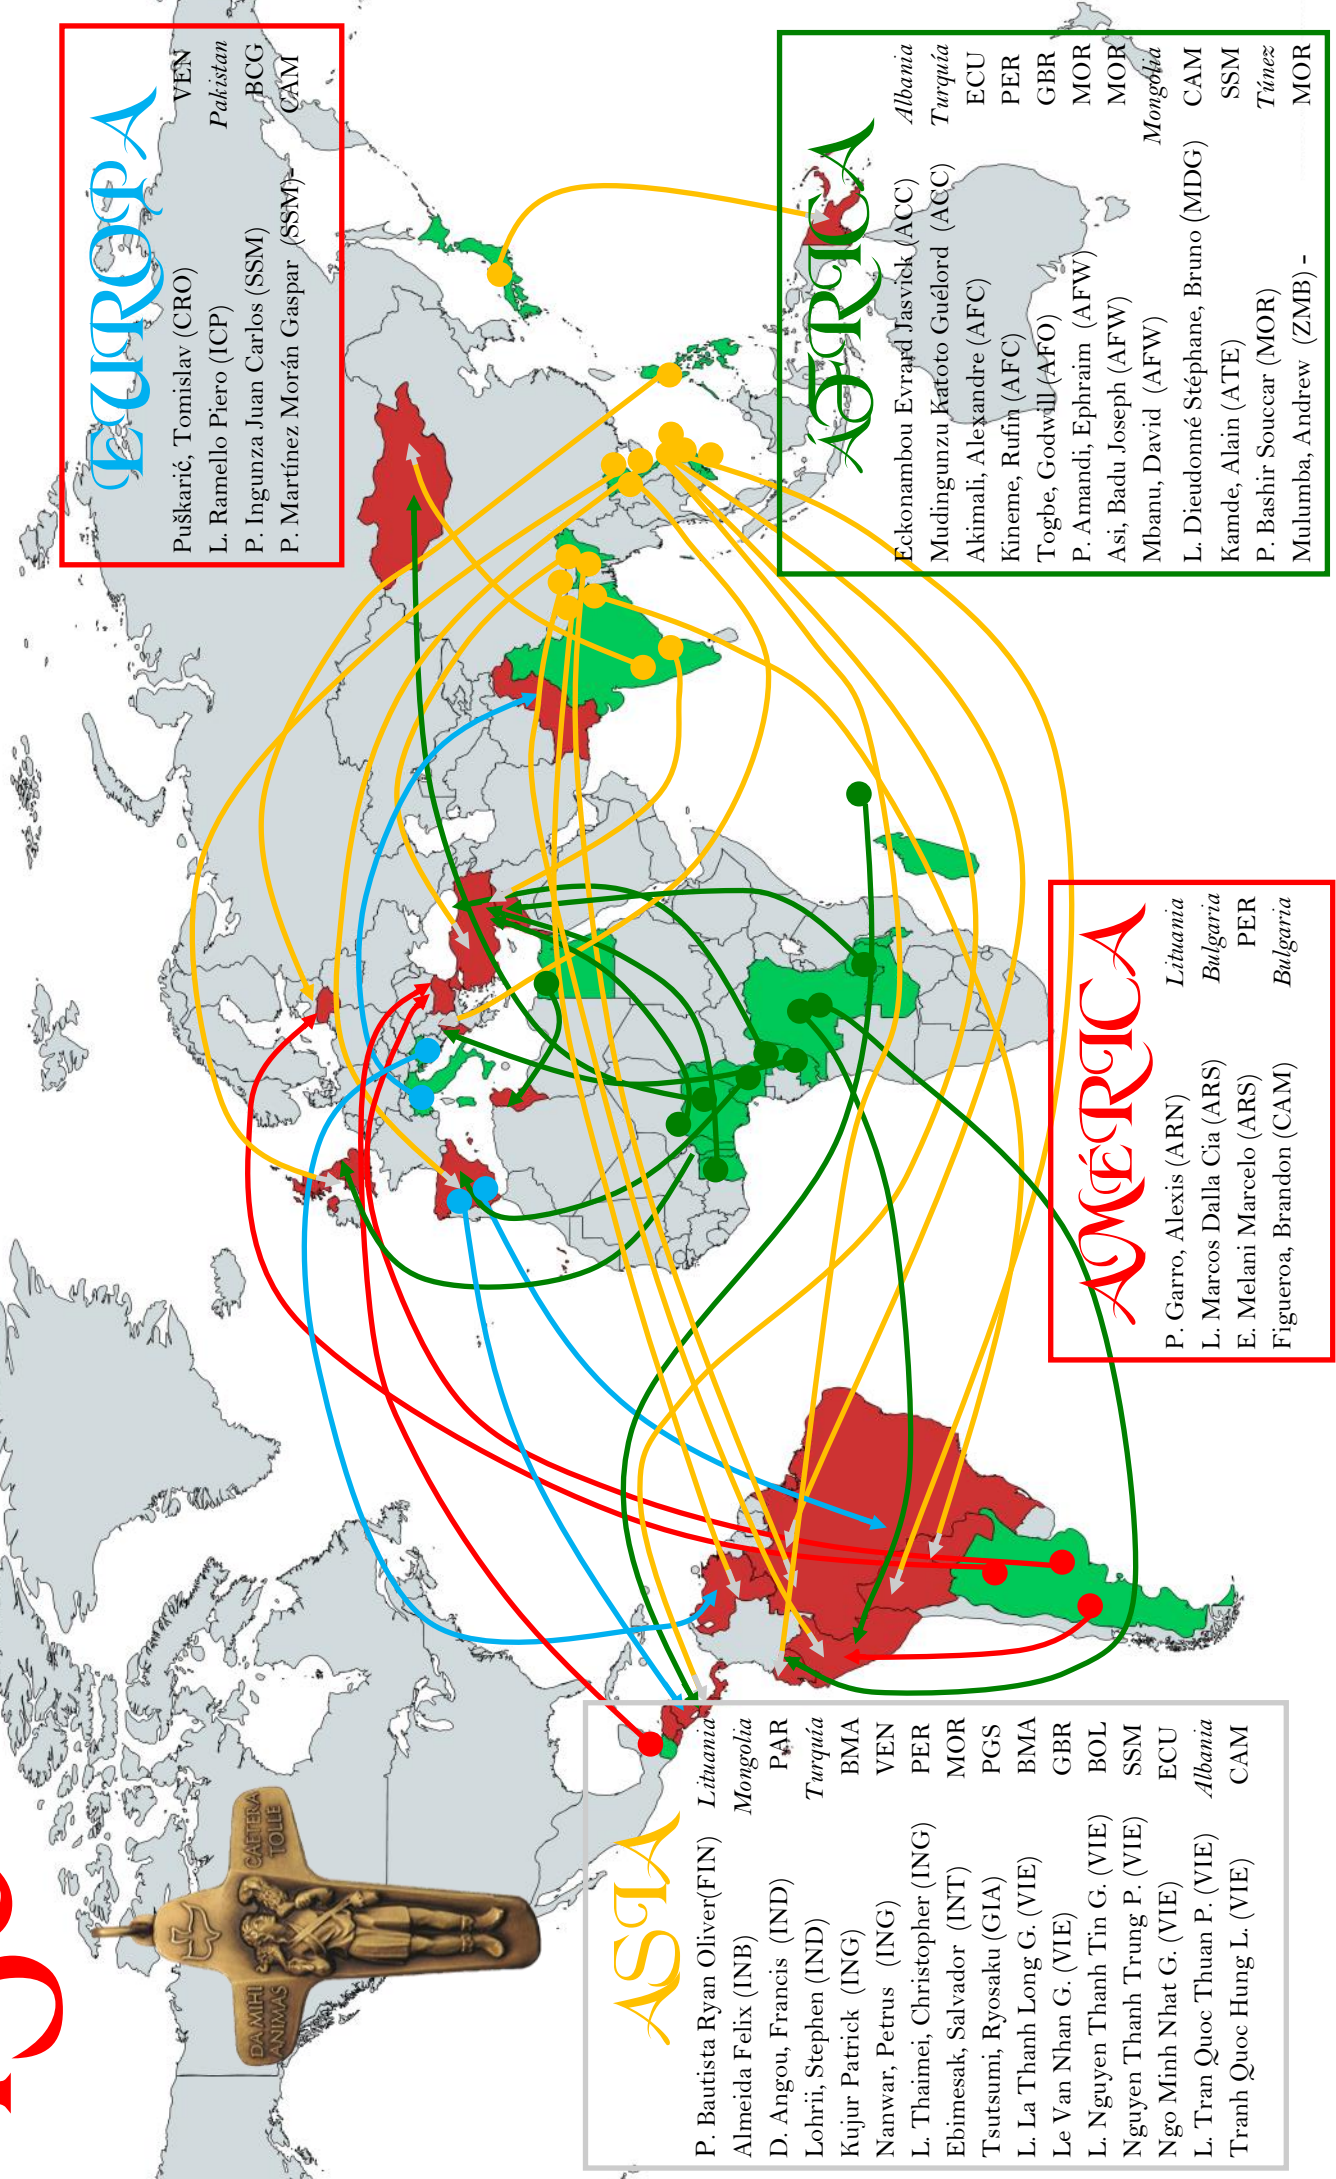 ASIA
P. Bautista Ryan Oliver(FIN) Lituania
Almeida Felix (INB) Mongolia
D. Angou, Francis (IND) PAR
Lohrii, Stephen (IND) Turquía
Kujur Patrick (ING) BMA
Nanwar, Petrus (ING) VEN
L. Thaimei, Christopher (ING) PER
Ebimesak, Salvador (INT) MOR
Tsutsumi, Ryosaku (GIA) PGS
L. La Thanh Long G. (VIE) BMA
Le Van Nhan G. (VIE) GBR
L. Nguyen Thanh Tin G. (VIE) BOL
Nguyen Thanh Trung P. (VIE) SSM
Ngo Minh Nhat G. (VIE) ECU
L. Tran Quoc Thuan P. (VIE) Albania
Tranh Quoc Hung L. (VIE) CAM
DA MIHI
ANIMAS
CAETERA
TOLLE
AMÉRICA
P. Garro, Alexis (ARN) Lituania
L. Marcos Dalla Cia (ARS) Bulgaria
E. Melani Marcelo (ARS) PER
Figueroa, Brandon (CAM) Bulgaria
EUROPA
Puškarić, Tomislav (CRO) VEN
L. Ramello Piero (ICP) Pakistan
P. Ingunza Juan Carlos (SSM) BCG
P. Martínez Morán Gaspar (SSM)- CAM
ÁFRICA
Eckonambou Evrard Jasvick (ACC) Albania
Mudingunzu Katoto Guélord (ACC) Turquía
Akimali, Alexandre (AFC) ECU
Kineme, Rufin (AFC) PER
Togbe, Godwill (AFO) GBR
P. Amandi, Ephraim (AFW) MOR
Asi, Badu Joseph (AFW) MOR
Mbanu, David (AFW) Mongolia
L. Dieudonné Stéphane, Bruno (MDG) CAM
Kamde, Alain (ATE) SSM
P. Bashir Souccar (MOR) Túnez
Mulumba, Andrew (ZMB) - MOR